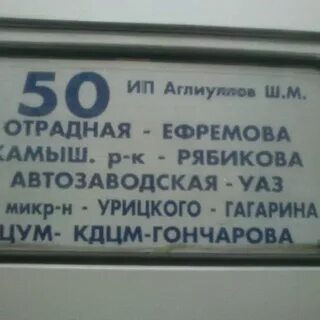 50 ИП Аглиуллов Ш.М.
ОТРАДНАЯ - ЕФРЕМОВА
КАМЫШ. р-к - РЯБИКОВА
АВТОЗАВОДСКАЯ - УАЗ
микр-н - УРИЦКОГО - ГАГАРИНА
ЦУМ- КДЦМ-ГОНЧАРОВА